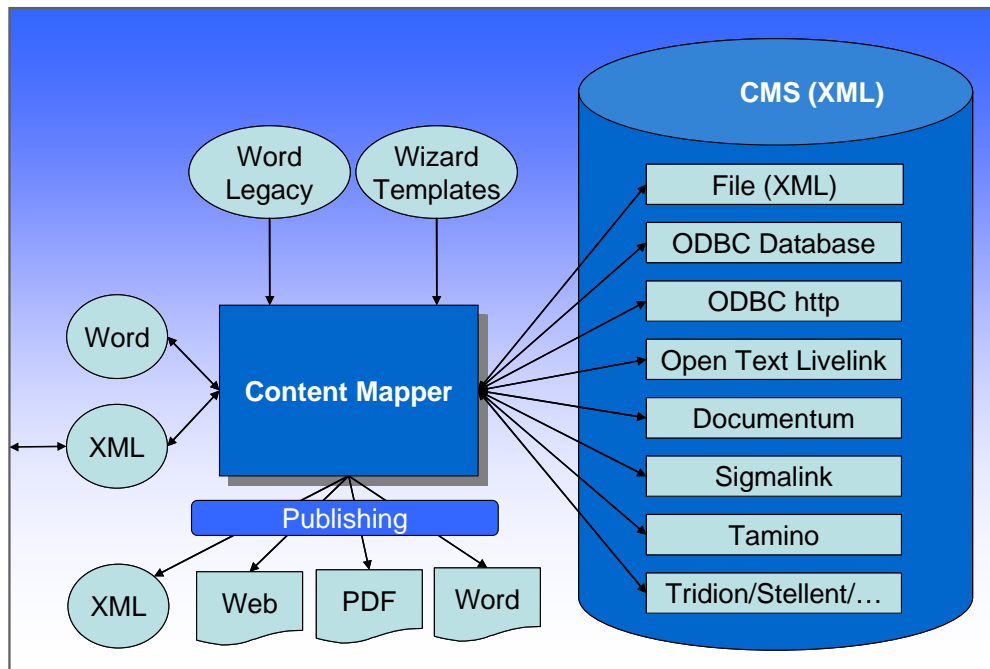 CMS (XML)
Word
Legacy
Wizard
Templates
File (XML)
ODBC Database
ODBC http
Open Text Livelink
Documentum
Sigmalink
Tamino
Tridion/Stellent/…
Word
XML
Content Mapper
Publishing
XML
Web
PDF
Word